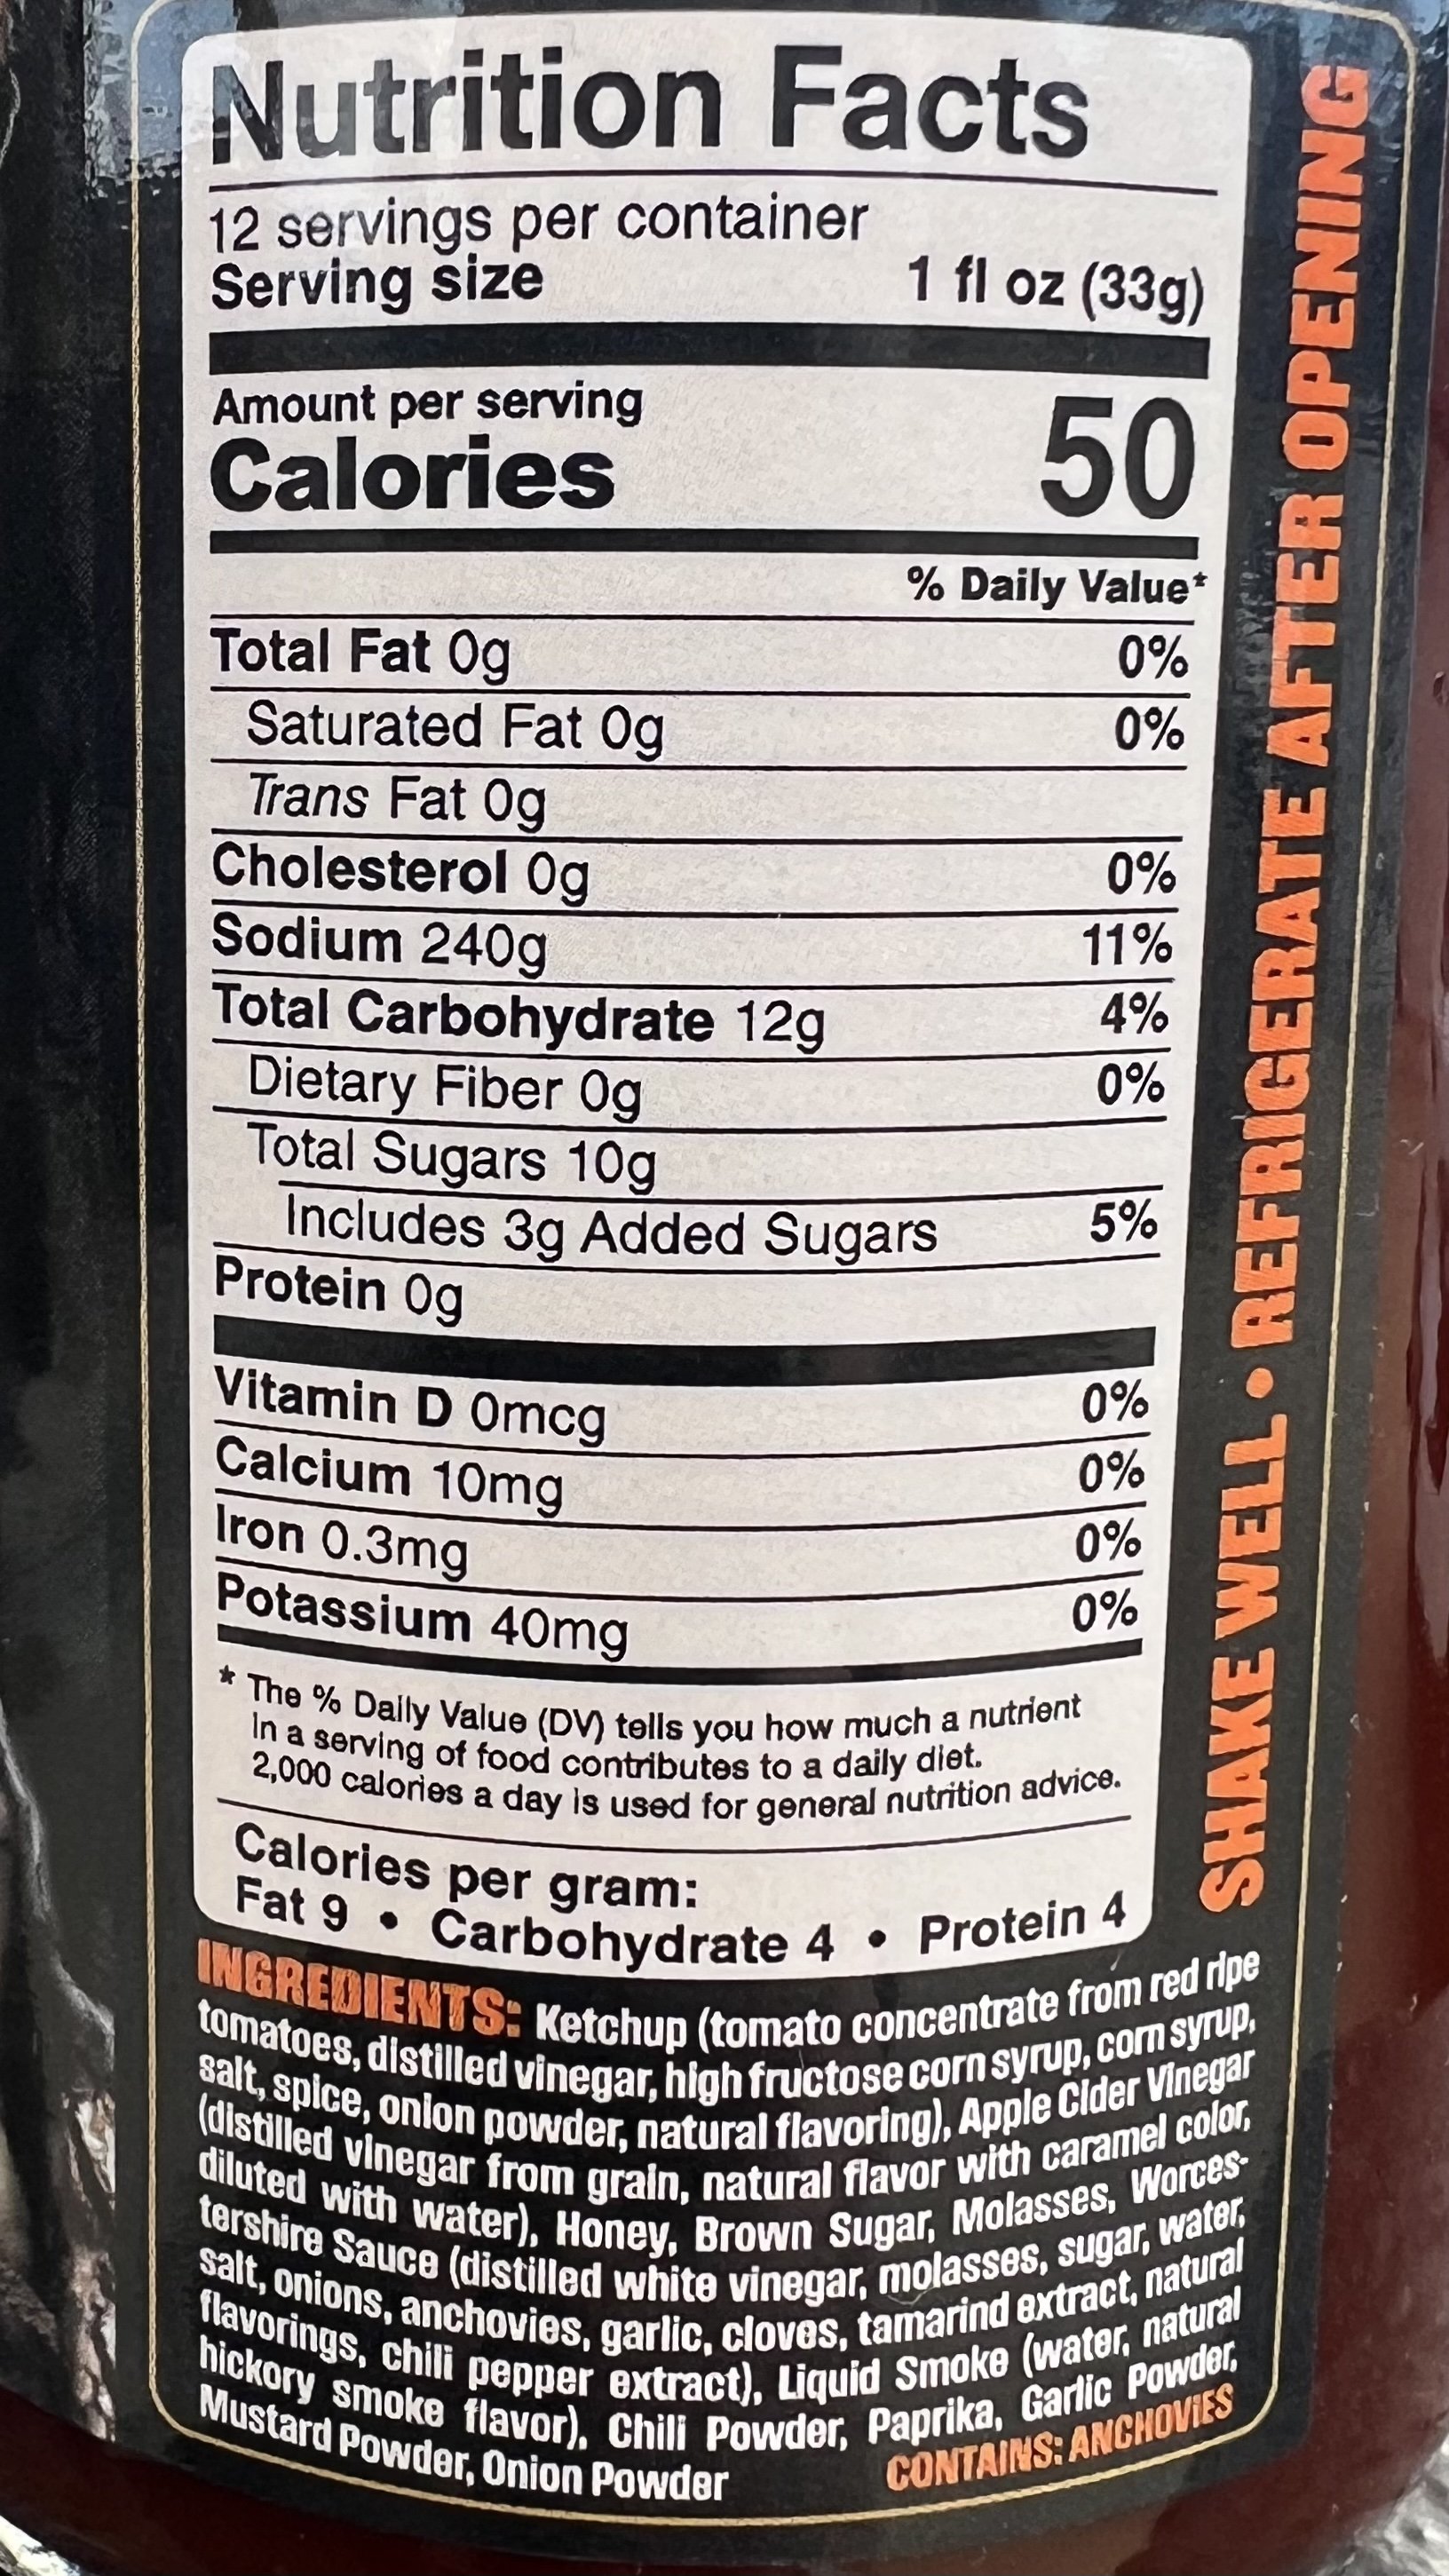 Nutrition Facts
12 servings per container
Serving size 1 fl oz (33g)
Amount per serving
Calories 50
% Daily Value*
Total Fat 0g 0%
Saturated Fat 0g 0%
Trans Fat 0g
Cholesterol 0g 0%
Sodium 240g 11%
Total Carbohydrate 12g 4%
Dietary Fiber 0g 0%
Total Sugars 10g
Includes 3g Added Sugars 5%
Protein 0g
Vitamin D 0mcg 0%
Calcium 10mg 0%
Iron 0.3mg 0%
Potassium 40mg 0%
* The % Daily Value (DV) tells you how much a nutrient
in a serving of food contributes to a daily diet.
2,000 calories a day is used for general nutrition advice.
Calories per gram:
Fat 9 • Carbohydrate 4 • Protein 4
INGREDIENTS: Ketchup (tomato concentrate from red ripe
tomatoes, distilled vinegar, high fructose corn syrup, corn syrup,
salt, spice, onion powder, natural flavoring), Apple Cider Vinegar
(distilled vinegar from grain, natural flavor with caramel color,
diluted with water), Honey, Brown Sugar, Molasses, Worces-
tershire Sauce (distilled white vinegar, molasses, sugar, water,
salt, onions, anchovies, garlic, cloves, tamarind extract, natural
flavorings, chili pepper extract), Liquid Smoke (water, natural
hickory smoke flavor), Chili Powder, Paprika, Garlic Powder,
Mustard Powder, Onion Powder
CONTAINS: ANCHOVIES
SHAKE WELL • REFRIGERATE AFTER OPENING